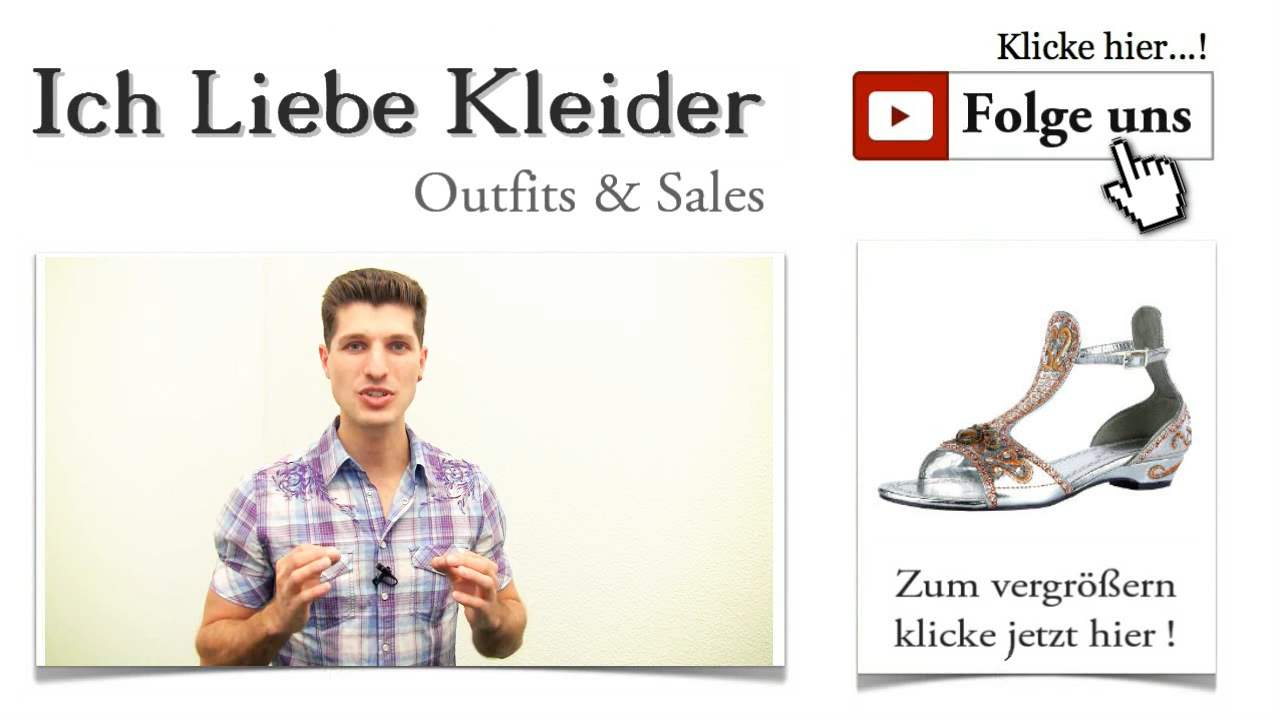 Ich Liebe Kleider
Outfits & Sales
Klicke hier...!
Folge uns
Zum vergrößern
klicke jetzt hier !